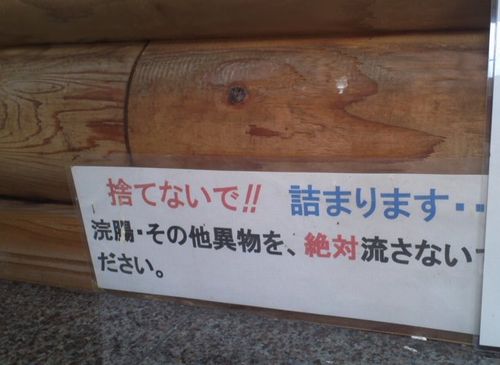 捨てないで!! 詰まります・・
浣腸・その他異物を、絶対流さない
ださい。